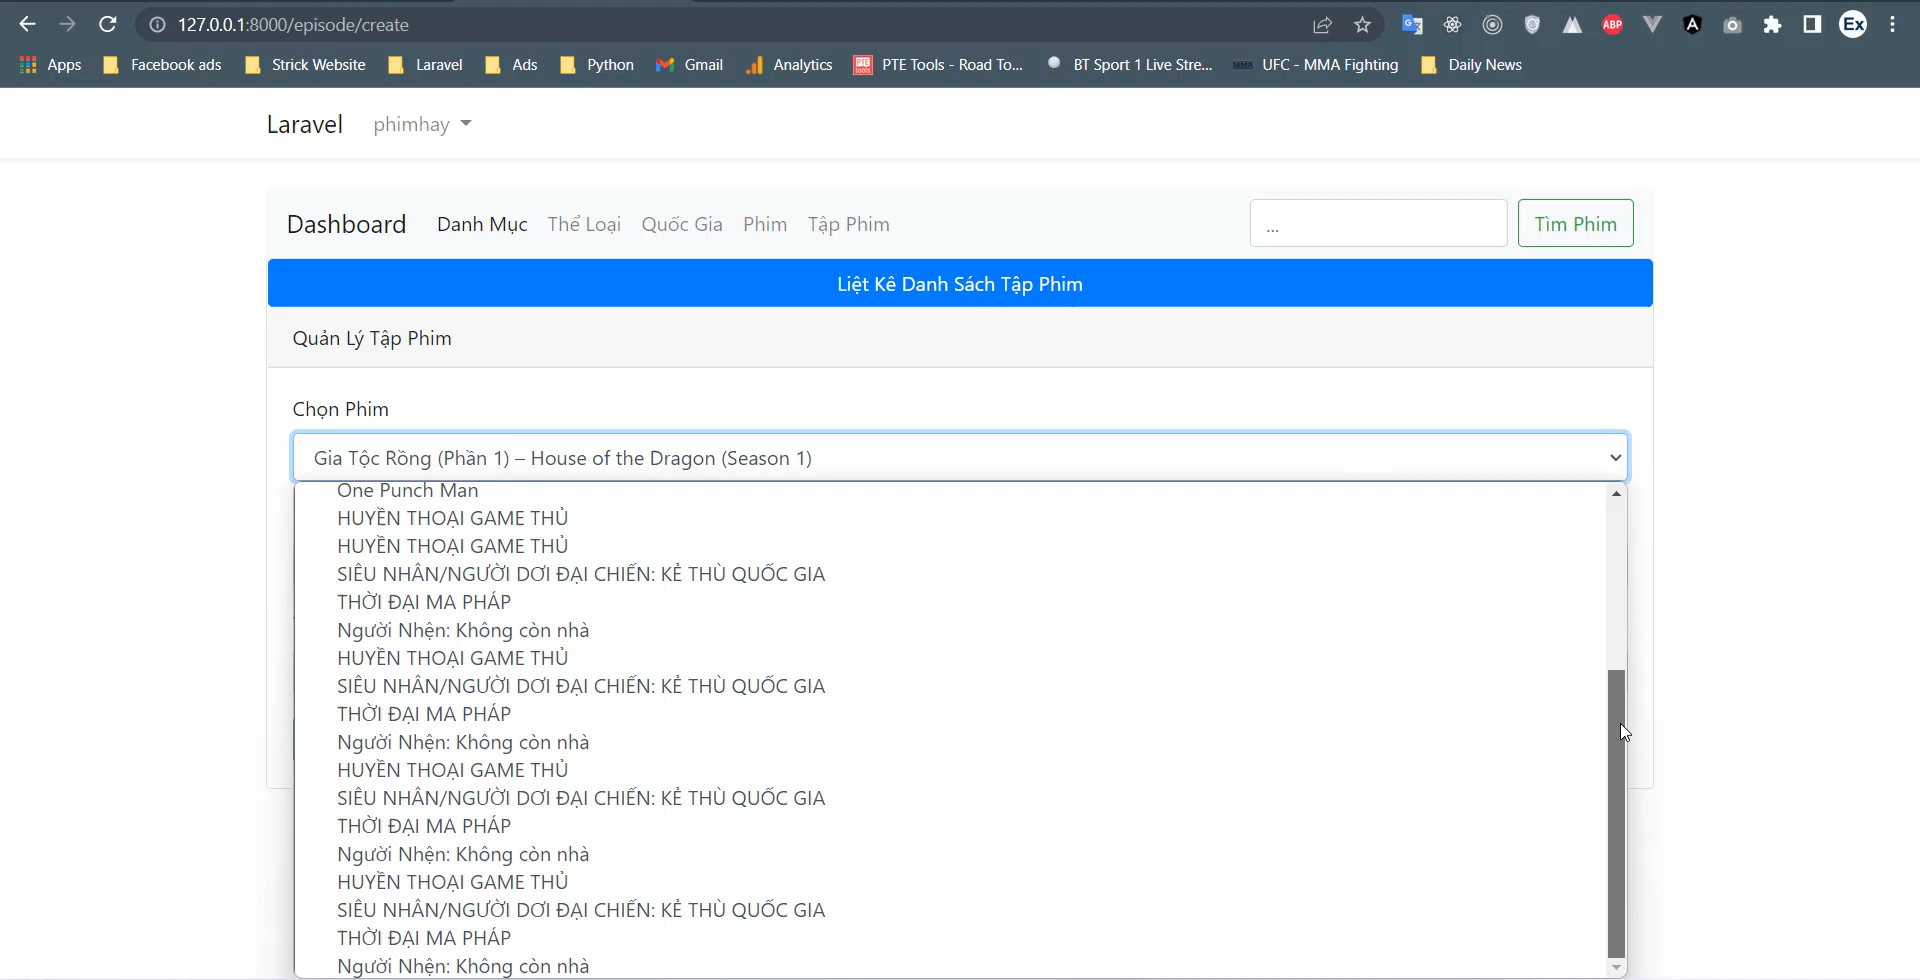 127.0.0.1:8000/episode/create
ABP
Ex
Apps Facebook ads Strick Website Laravel Ads Python Gmail Analytics PTE Tools - Road To... BT Sport 1 Live Stre... UFC - MMA Fighting Daily News
Laravel phimhay
Dashboard Danh Mục Thể Loại Quốc Gia Phim Tập Phim ... Tìm Phim
Liệt Kê Danh Sách Tập Phim
Quản Lý Tập Phim
Chọn Phim
Gia Tộc Rồng (Phần 1) – House of the Dragon (Season 1)
One Punch Man
HUYỀN THOẠI GAME THỦ
HUYỀN THOẠI GAME THỦ
SIÊU NHÂN/NGƯỜI DƠI ĐẠI CHIẾN: KẺ THÙ QUỐC GIA
THỜI ĐẠI MA PHÁP
Người Nhện: Không còn nhà
HUYỀN THOẠI GAME THỦ
SIÊU NHÂN/NGƯỜI DƠI ĐẠI CHIẾN: KẺ THÙ QUỐC GIA
THỜI ĐẠI MA PHÁP
Người Nhện: Không còn nhà
HUYỀN THOẠI GAME THỦ
SIÊU NHÂN/NGƯỜI DƠI ĐẠI CHIẾN: KẺ THÙ QUỐC GIA
THỜI ĐẠI MA PHÁP
Người Nhện: Không còn nhà
HUYỀN THOẠI GAME THỦ
SIÊU NHÂN/NGƯỜI DƠI ĐẠI CHIẾN: KẺ THÙ QUỐC GIA
THỜI ĐẠI MA PHÁP
Người Nhện: Không còn nhà